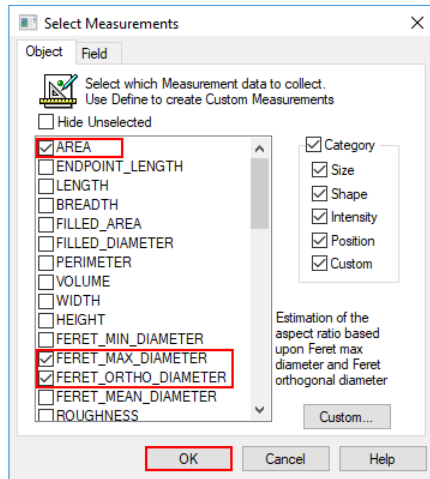 Select Measurements
Object Field
Select which Measurement data to collect.
Use Define to create Custom Measurements
Hide Unselected
AREA
ENDPOINT_LENGTH
LENGTH
BREADTH
FILLED_AREA
FILLED_DIAMETER
PERIMETER
VOLUME
WIDTH
HEIGHT
FERET_MIN_DIAMETER
FERET_MAX_DIAMETER
FERET_ORTHO_DIAMETER
FERET_MEAN_DIAMETER
ROUGHNESS
Category
Size
Shape
Intensity
Position
Custom
Estimation of the
aspect ratio based
upon Feret max
diameter and Feret
orthogonal diameter
Custom...
OK Cancel Help